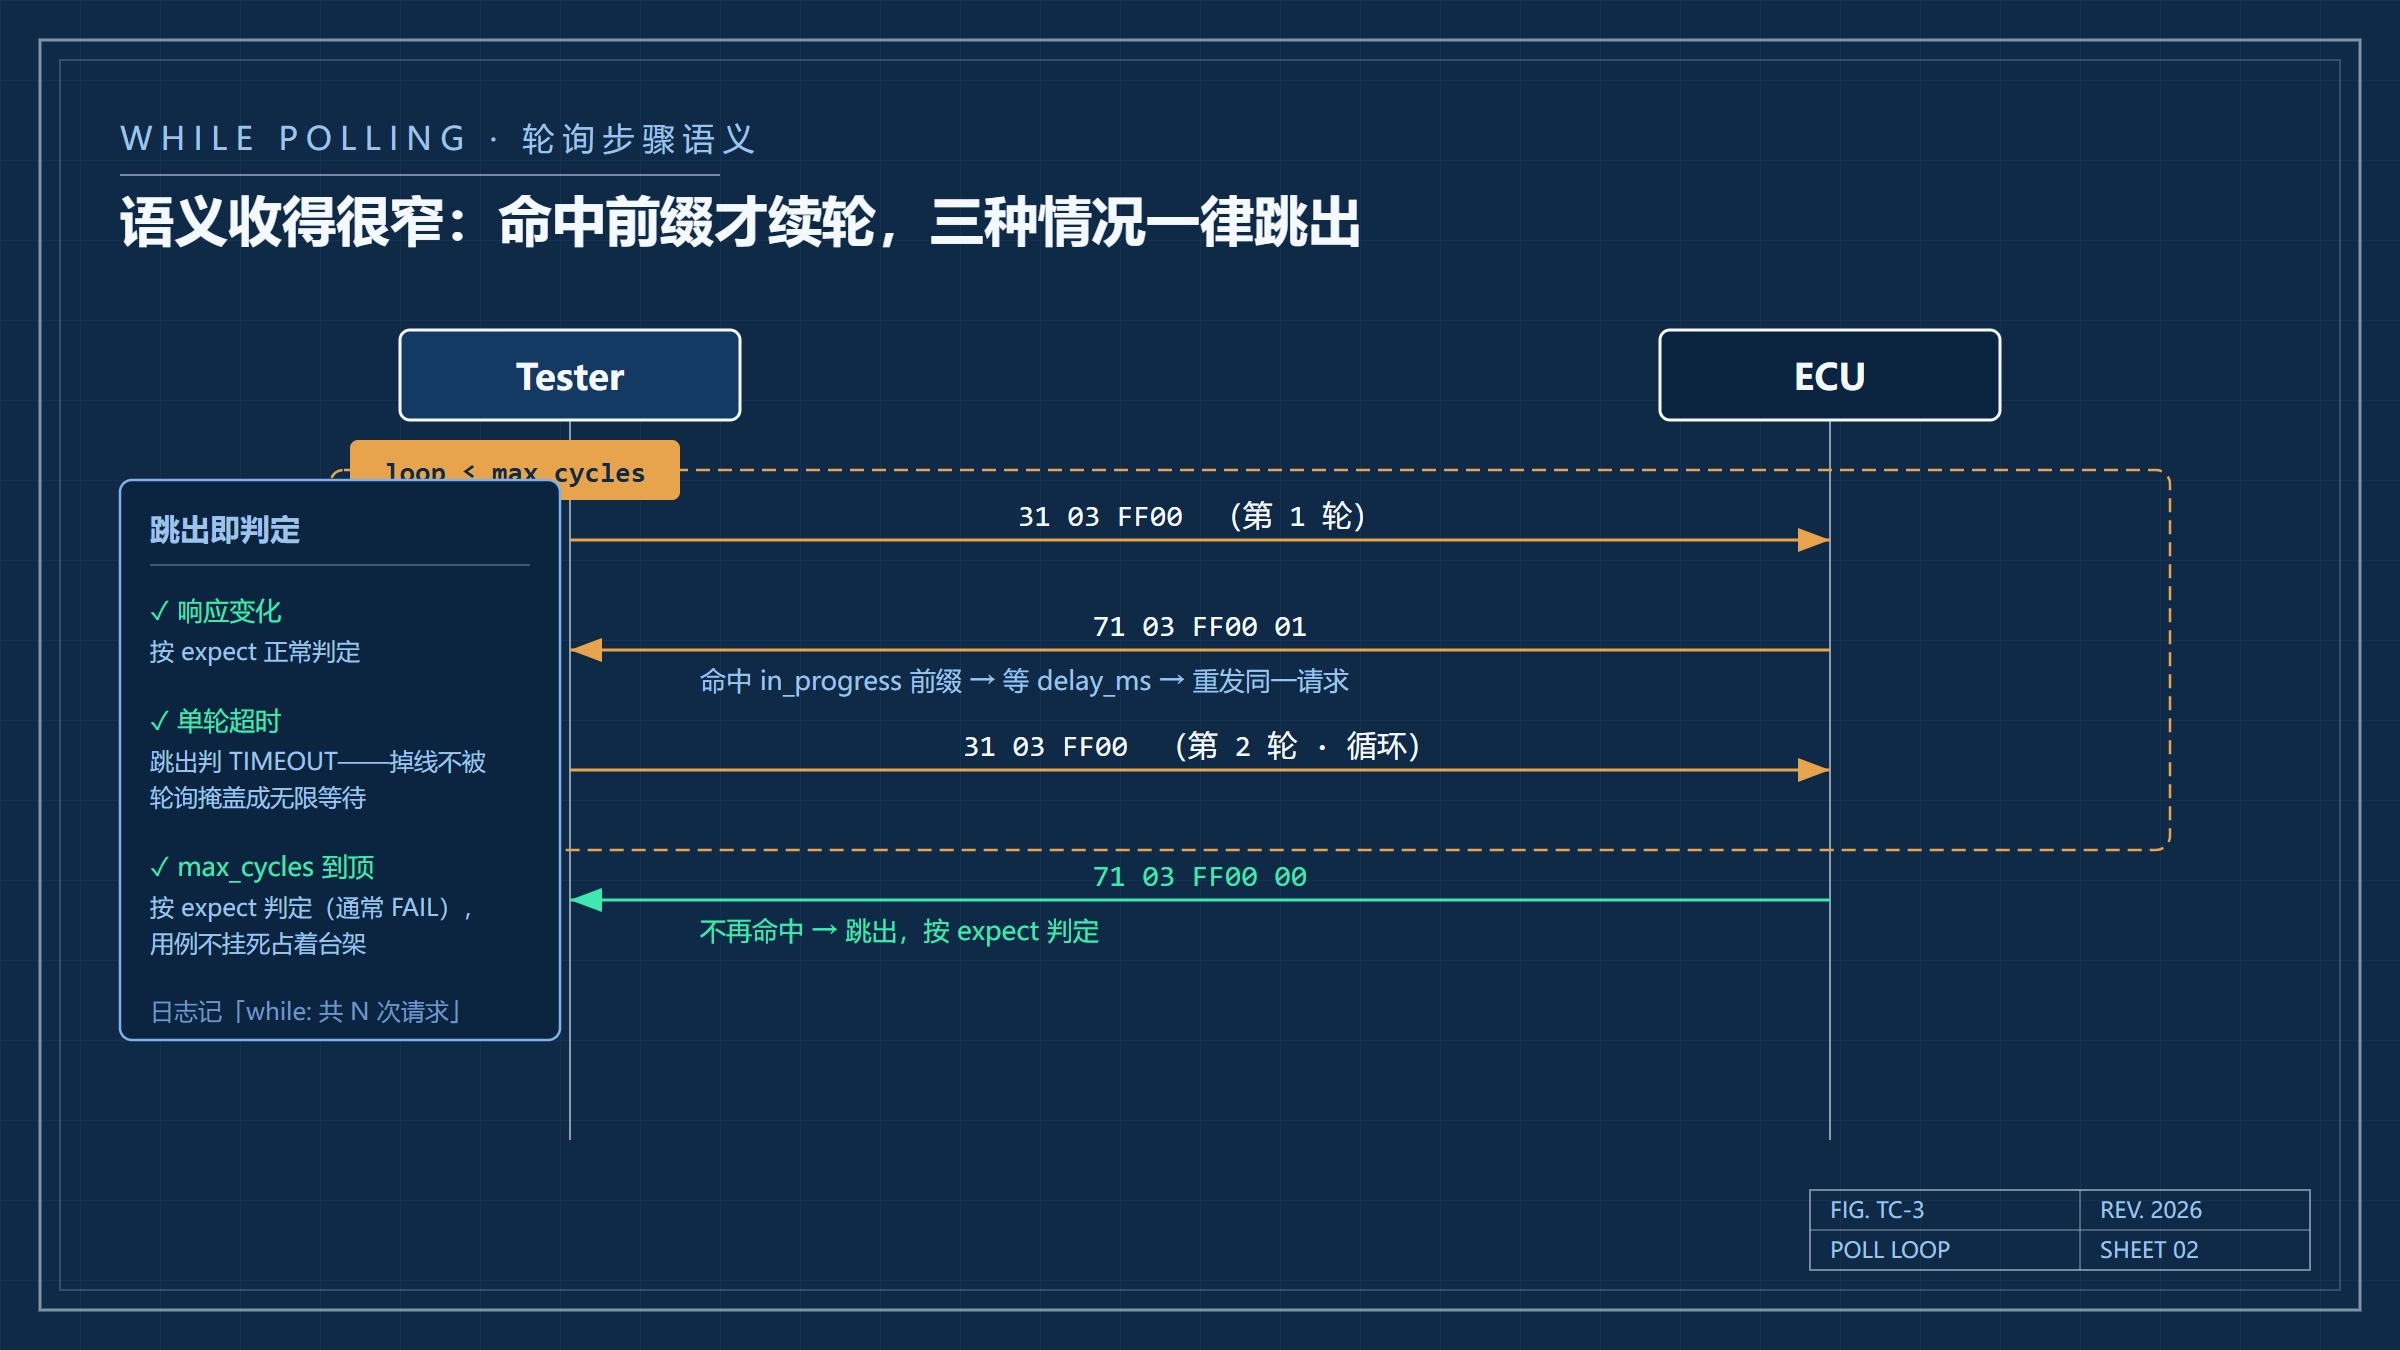 WHILE POLLING · 轮询步骤语义
语义收得很窄：命中前缀才续轮，三种情况一律跳出
Tester
ECU
loop < max_cycles
31 03 FF00 （第 1 轮）
71 03 FF00 01
命中 in_progress 前缀 → 等 delay_ms → 重发同一请求
31 03 FF00 （第 2 轮 · 循环）
71 03 FF00 00
不再命中 → 跳出，按 expect 判定
跳出即判定
✓ 响应变化
按 expect 正常判定
✓ 单轮超时
跳出判 TIMEOUT——掉线不被
轮询掩盖成无限等待
✓ max_cycles 到顶
按 expect 判定（通常 FAIL），
用例不挂死占着台架
日志记「while: 共 N 次请求」
FIG. TC-3
REV. 2026
POLL LOOP
SHEET 02